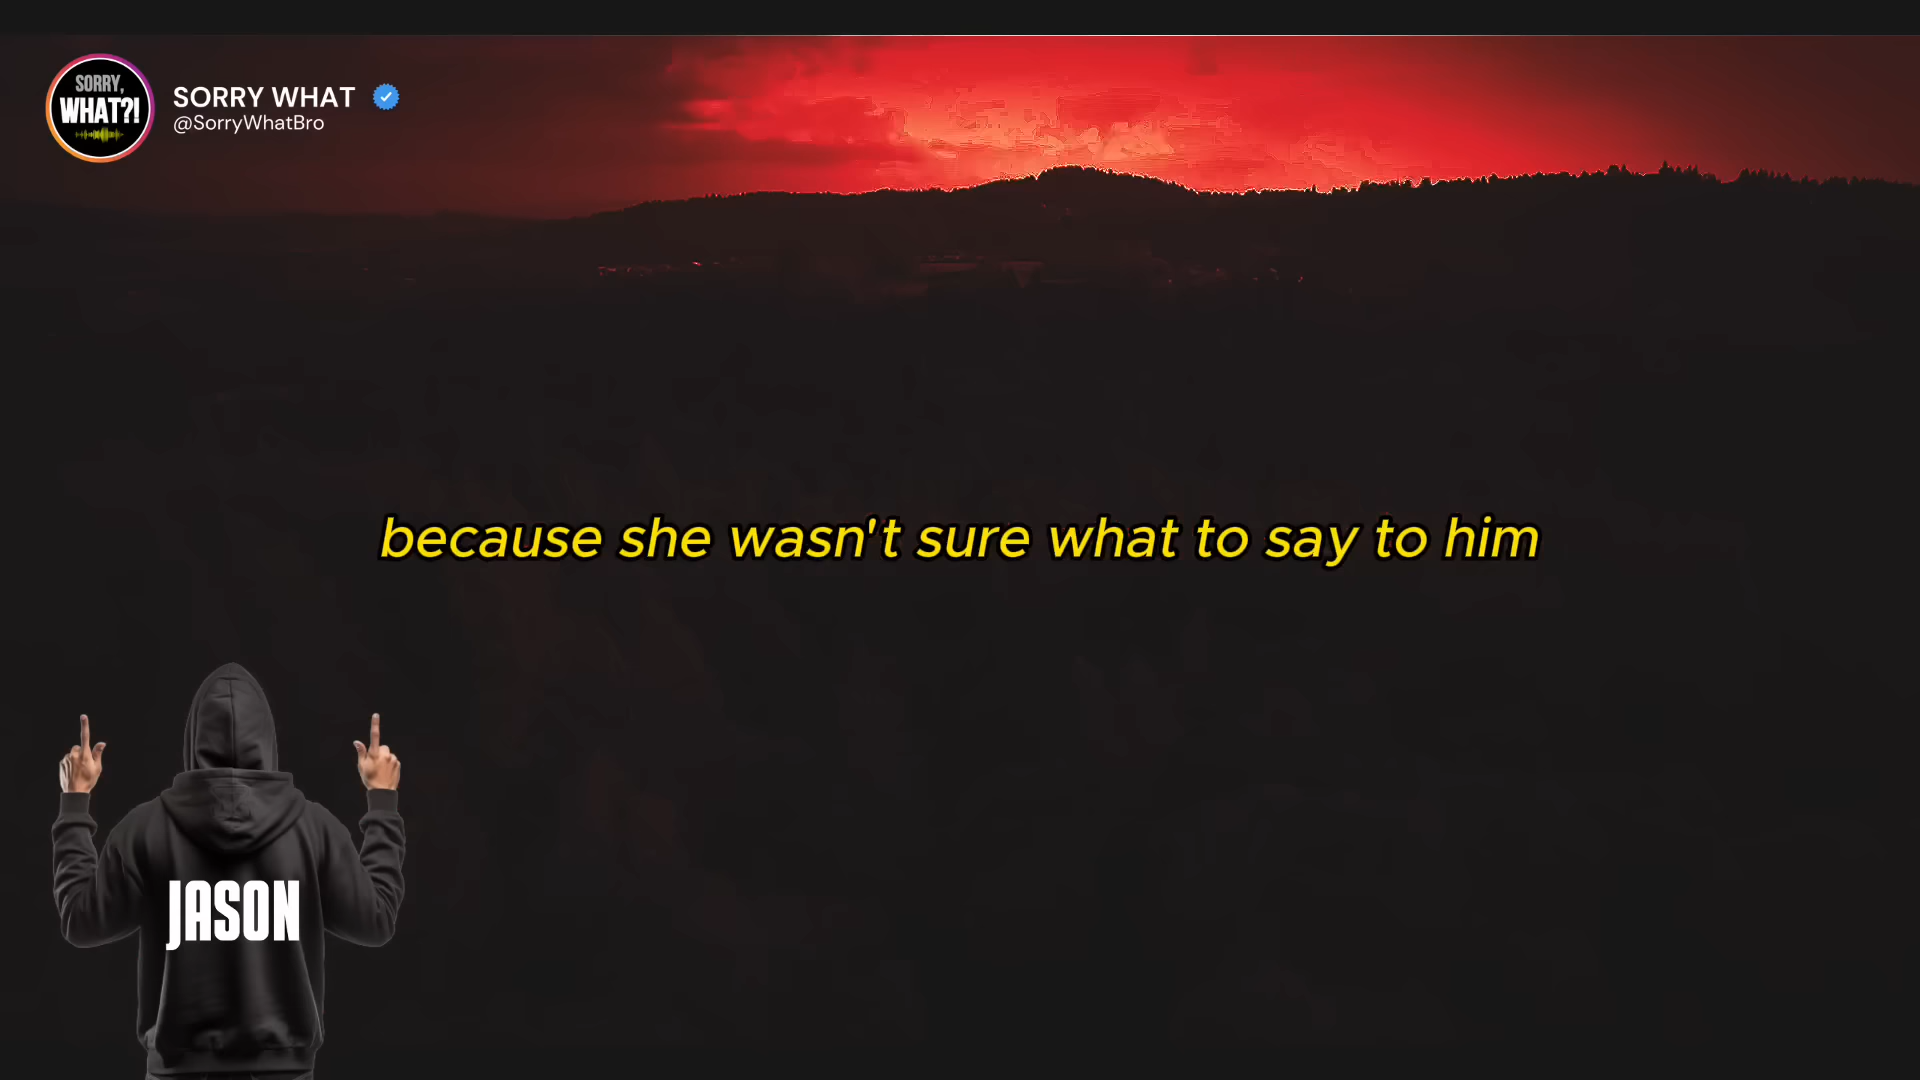 SORRY,
WHAT?!
SORRY WHAT
@SorryWhatBro
because she wasn't sure what to say to him
JASON